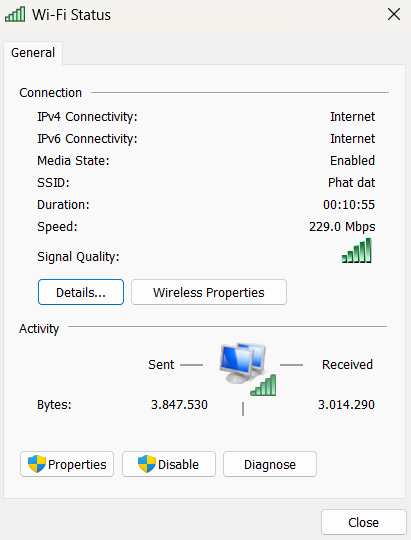 Wi-Fi Status
General
Connection
IPv4 Connectivity: Internet
IPv6 Connectivity: Internet
Media State: Enabled
SSID: Phat dat
Duration: 00:10:55
Speed: 229.0 Mbps
Signal Quality:
Details... Wireless Properties
Activity
Sent Received
Bytes: 3.847.530 3.014.290
Properties Disable Diagnose
Close